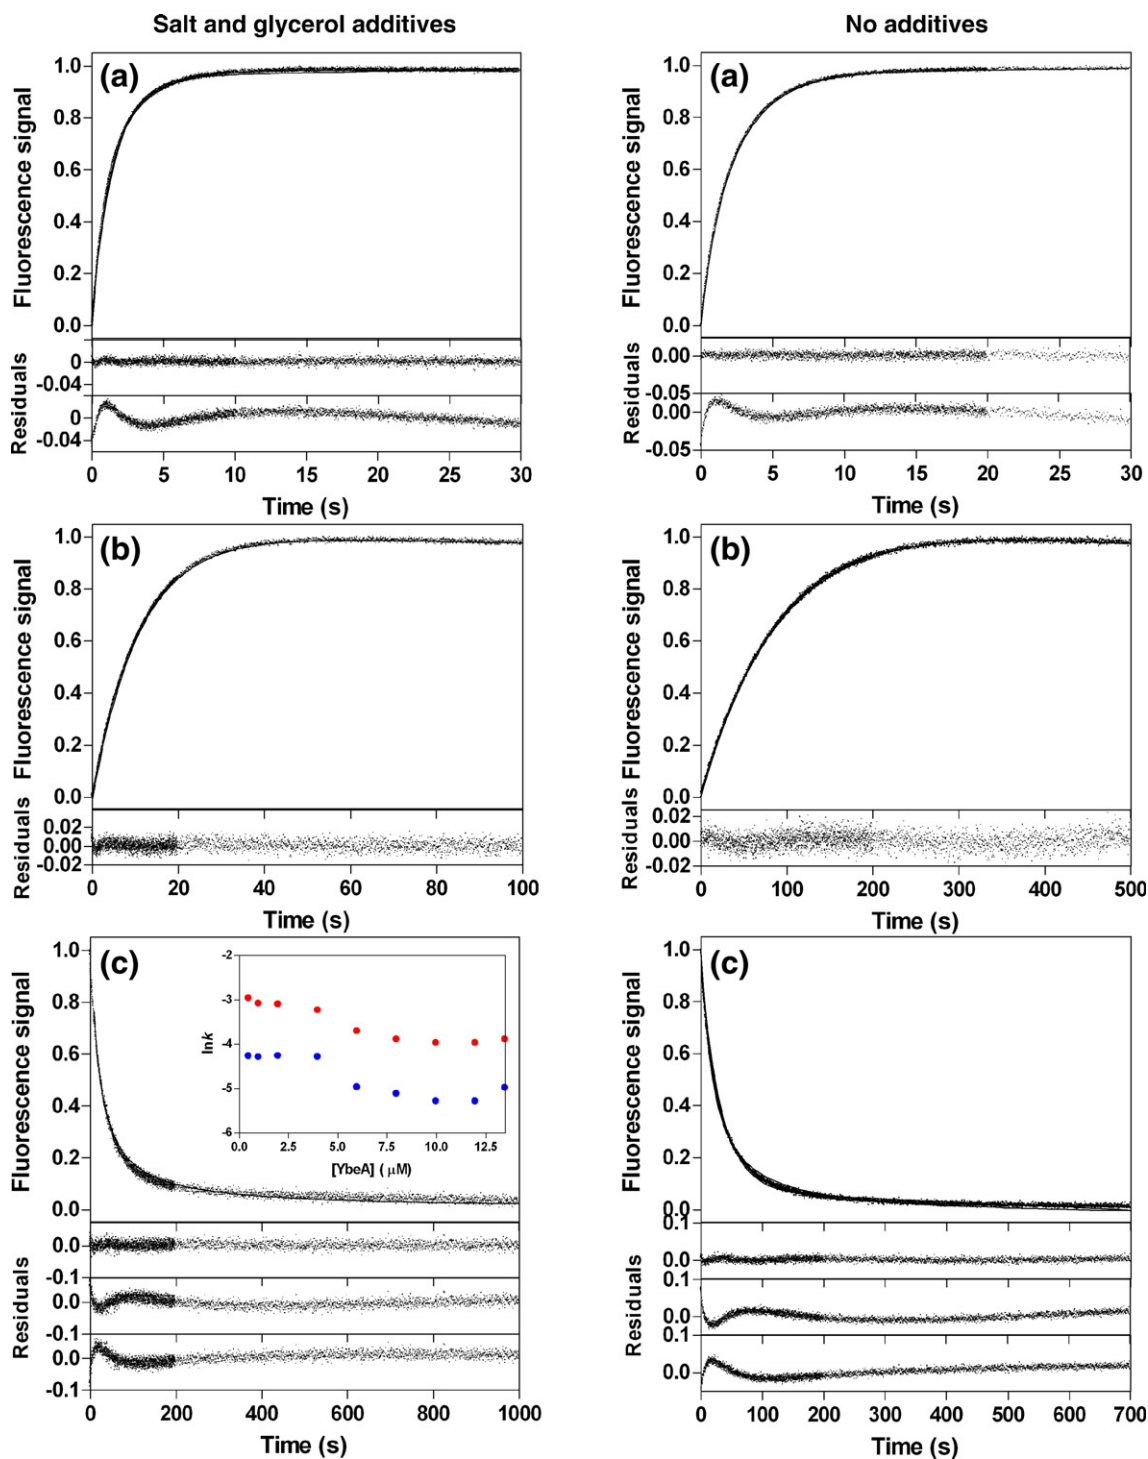 Salt and glycerol additives
No additives
(a)
Fluorescence signal
1.0
0.8
0.6
0.4
0.2
0.0
Residuals
0
-0.04
Residuals
0
-0.04
0 5 10 15 20 25 30
Time (s)
(a)
Fluorescence signal
1.0
0.8
0.6
0.4
0.2
0.0
Residuals
0.00
-0.05
Residuals
0.00
-0.05
0 5 10 15 20 25 30
Time (s)
(b)
Fluorescence signal
1.0
0.8
0.6
0.4
0.2
0.0
Residuals
0.02
0.00
-0.02
0 20 40 60 80 100
Time (s)
(b)
Fluorescence signal
1.0
0.8
0.6
0.4
0.2
0.0
Residuals
0.02
0.00
-0.02
0 100 200 300 400 500
Time (s)
(c)
Fluorescence signal
1.0
0.8
0.6
0.4
0.2
0.0
lnk
-2
-3
-4
-5
-6
0.0 2.5 5.0 7.5 10.0 12.5
[YbeA] ( μM)
Residuals
0.0
-0.1
0.0
-0.1
0.0
-0.1
0 200 400 600 800 1000
Time (s)
(c)
Fluorescence signal
1.0
0.8
0.6
0.4
0.2
0.0
Residuals
0.1
0.0
0.1
0.0
0.1
0.0
0 100 200 300 400 500 600 700
Time (s)